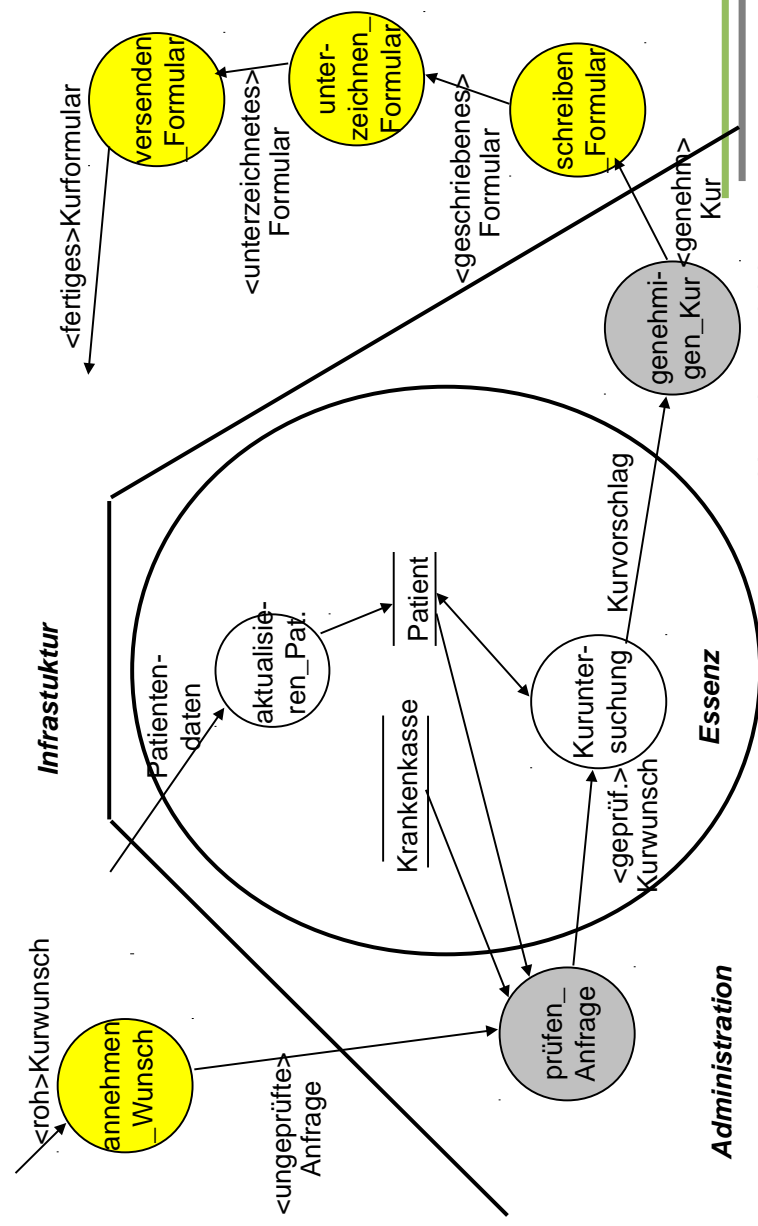 Infrastuktur
<roh>Kurwunsch
annehmen
_Wunsch
<ungeprüfte>
Anfrage
Patienten-
daten
aktualisie-
ren_Pat.
<fertiges>Kurformular
versenden
_Formular
<unterzeichnetes>
Formular
unter-
zeichnen_
Formular
<geschriebenes>
Formular
schreiben
_Formular
<genehm>
Kur
genehmi-
gen_Kur
Kurvorschlag
Patient
Krankenkasse
Kurunter-
suchung
<geprüf.>
Kurwunsch
prüfen_
Anfrage
Essenz
Administration